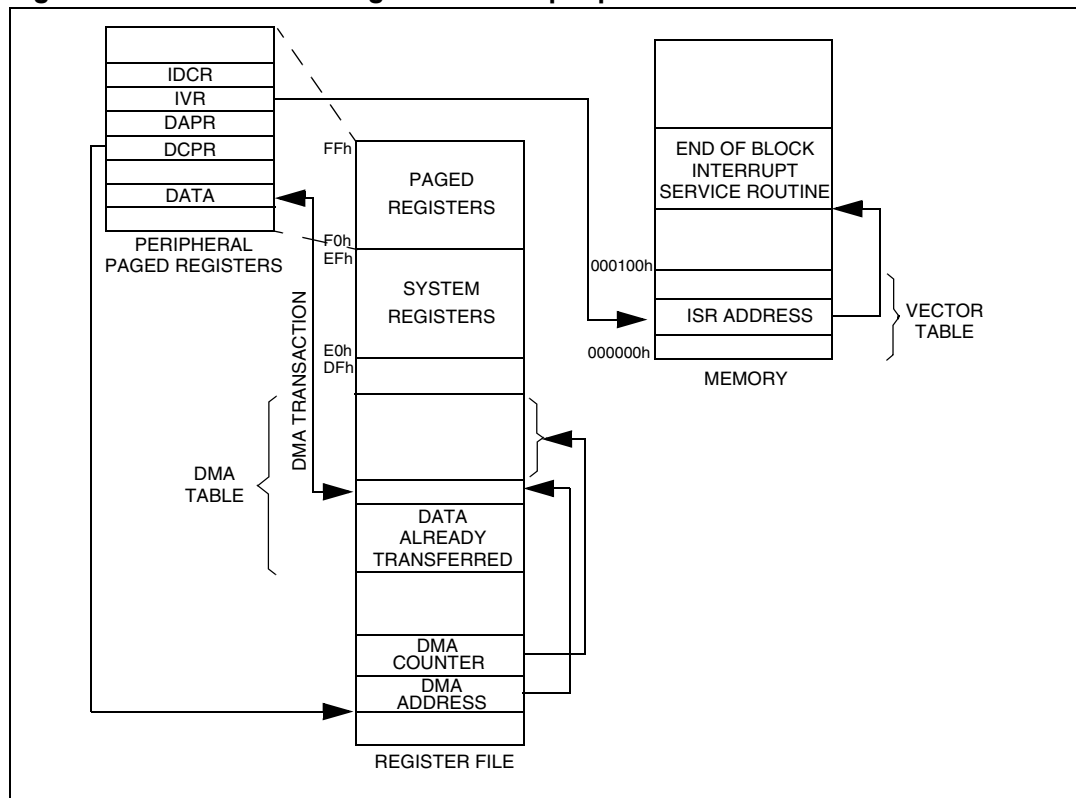 IDCR
IVR
DAPR
DCPR
DATA
PERIPHERAL
PAGED REGISTERS
FFh
PAGED
REGISTERS
F0h
EFh
SYSTEM
REGISTERS
E0h
DFh
DMA TRANSACTION
DMA
TABLE
DATA
ALREADY
TRANSFERRED
DMA
COUNTER
DMA
ADDRESS
REGISTER FILE
END OF BLOCK
INTERRUPT
SERVICE ROUTINE
000100h
ISR ADDRESS
000000h
VECTOR
TABLE
MEMORY